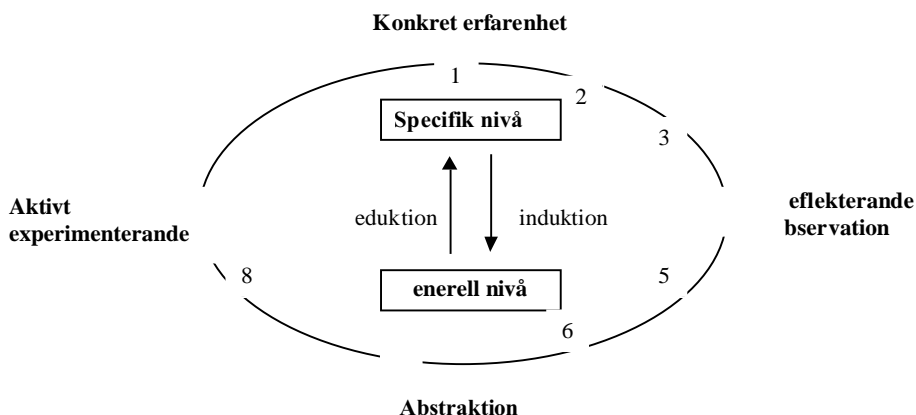 Konkret erfarenhet
1
2
Specifik nivå
3
Aktivt
experimenterande
eduktion
induktion
eflekterande
bservation
8
enerell nivå
5
6
Abstraktion